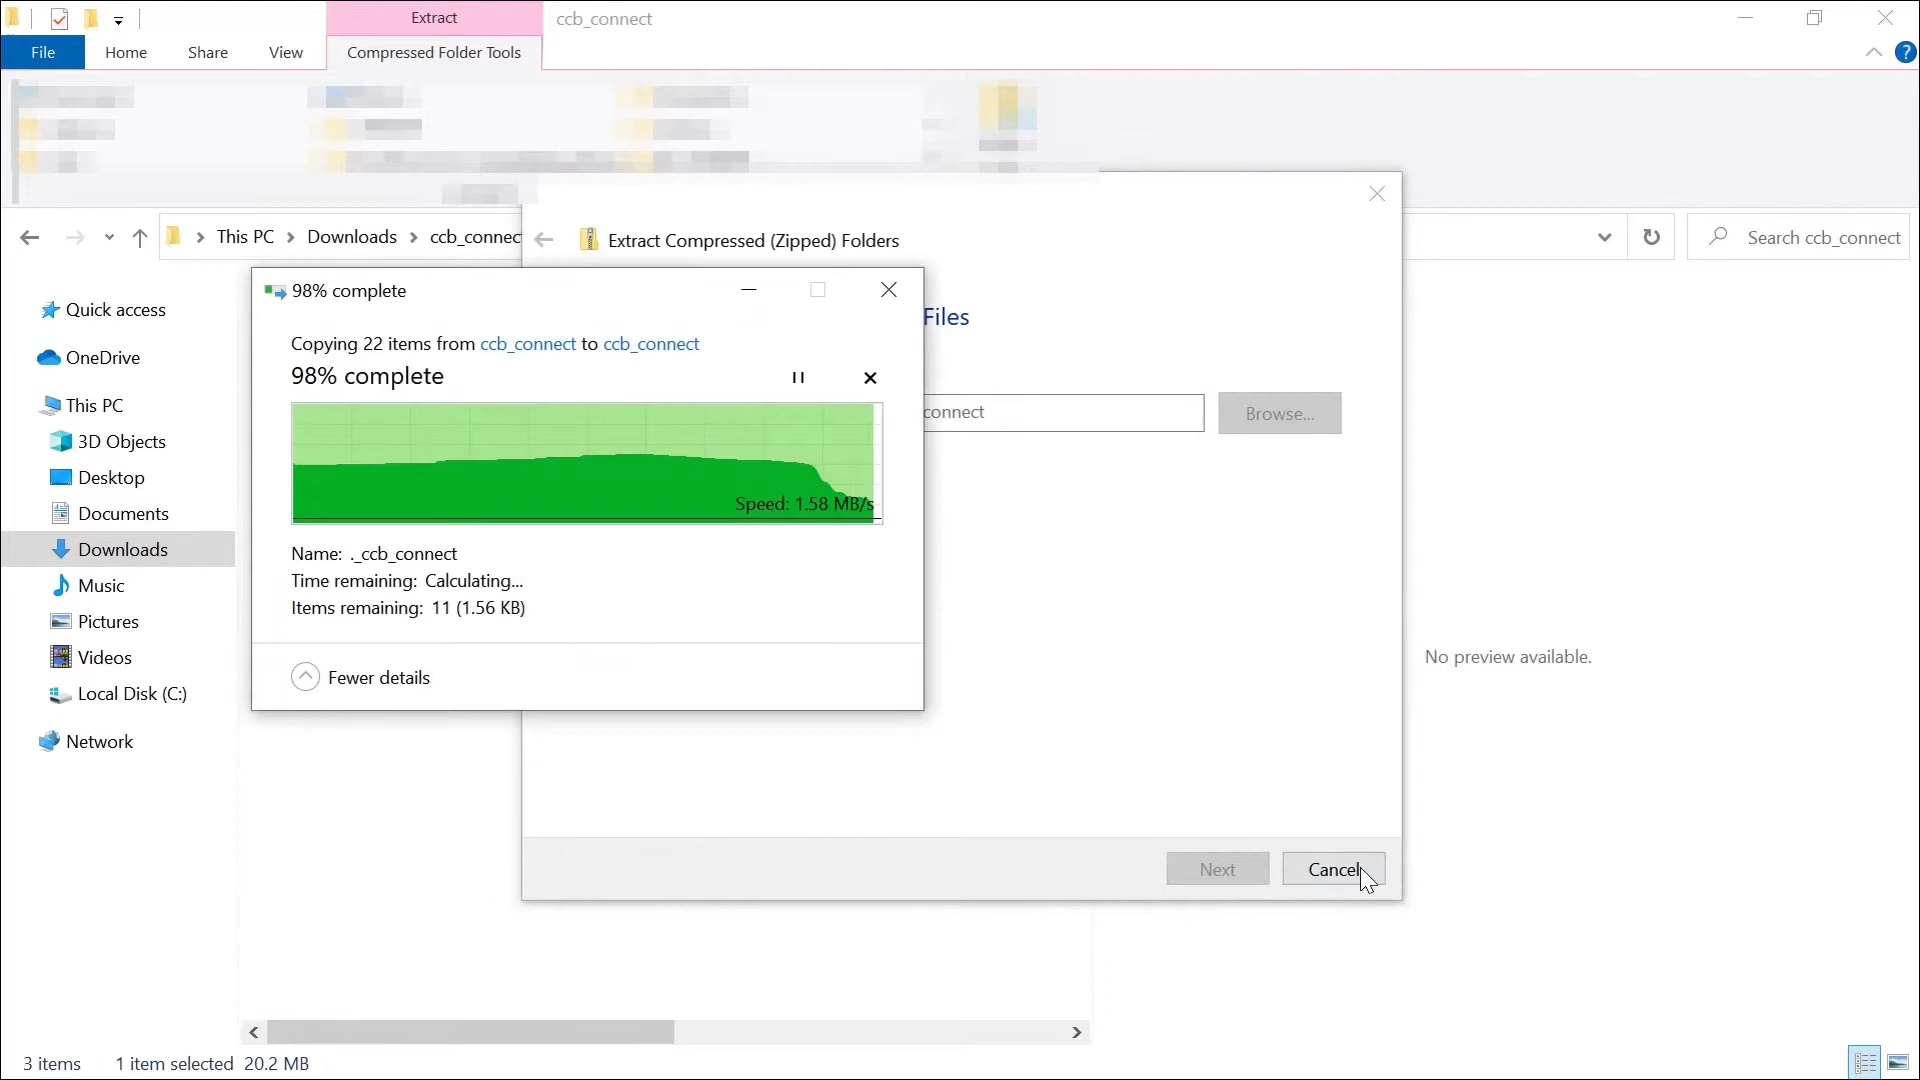 Extract
ccb_connect
File
Home
Share
View
Compressed Folder Tools
?
This PC
Downloads
ccb_connec
Search ccb_connect
Extract Compressed (Zipped) Folders
Files
connect
Browse...
98% complete
Copying 22 items from ccb_connect to ccb_connect
98% complete
Speed: 1.58 MB/s
Name: ._ccb_connect
Time remaining: Calculating...
Items remaining: 11 (1.56 KB)
Fewer details
Quick access
OneDrive
This PC
3D Objects
Desktop
Documents
Downloads
Music
Pictures
Videos
Local Disk (C:)
Network
No preview available.
Next
Cancel
3 items
1 item selected 20.2 MB